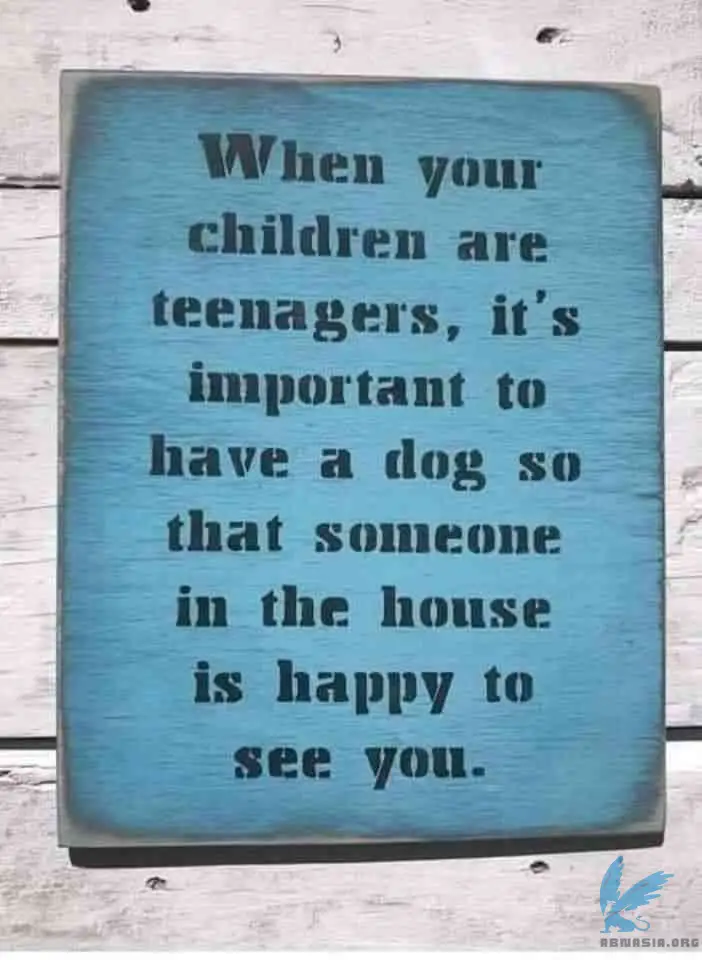 When your
children are
teenagers, it's
important to
have a dog so
that someone
in the house
is happy to
see you.
ABNASIA.ORG